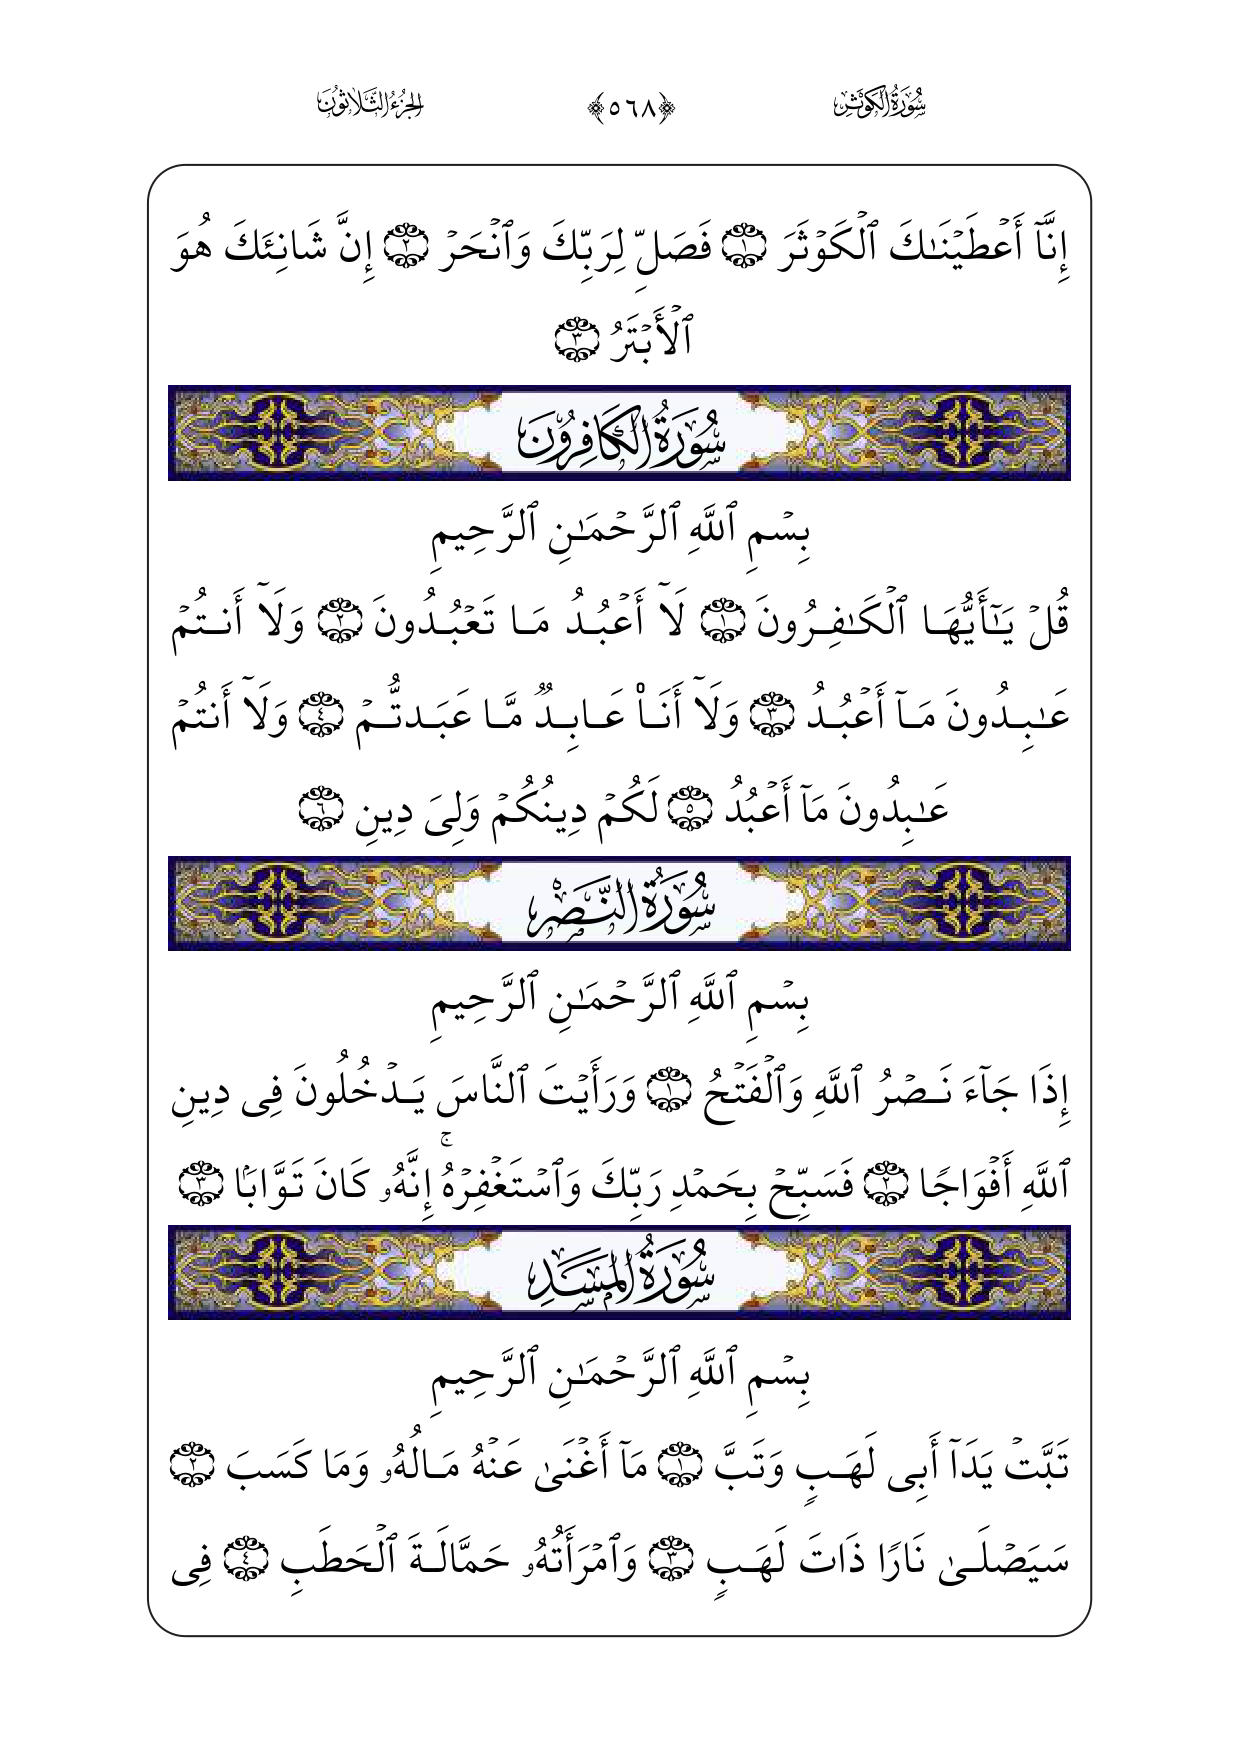 سُورَةُ الكَوْثَرِ ﴿٥٦٨﴾ الجُزْءُ الثَّلَاثُونَ
إِنَّآ أَعۡطَيۡنَـٰكَ ٱلۡكَوۡثَرَ ١ فَصَلِّ لِرَبِّكَ وَٱنۡحَرۡ ٢ إِنَّ شَانِئَكَ هُوَ
ٱلۡأَبۡتَرُ ٣
سُورَةُ الكَافِرُونَ
بِسۡمِ ٱللَّهِ ٱلرَّحۡمَـٰنِ ٱلرَّحِيمِ
قُلۡ يَـٰٓأَيُّهَا ٱلۡكَـٰفِرُونَ ١ لَآ أَعۡبُدُ مَا تَعۡبُدُونَ ٢ وَلَآ أَنتُمۡ
عَـٰبِدُونَ مَآ أَعۡبُدُ ٣ وَلَآ أَنَا۠ عَابِدٌ مَّا عَبَدتُّمۡ ٤ وَلَآ أَنتُمۡ
عَـٰبِدُونَ مَآ أَعۡبُدُ ٥ لَكُمۡ دِينُكُمۡ وَلِىَ دِينِ ٦
سُورَةُ النَّصْرِ
بِسۡمِ ٱللَّهِ ٱلرَّحۡمَـٰنِ ٱلرَّحِيمِ
إِذَا جَآءَ نَصۡرُ ٱللَّهِ وَٱلۡفَتۡحُ ١ وَرَأَيۡتَ ٱلنَّاسَ يَدۡخُلُونَ فِى دِينِ
ٱللَّهِ أَفۡوَاجًا ٢ فَسَبِّحۡ بِحَمۡدِ رَبِّكَ وَٱسۡتَغۡفِرۡهُۚ إِنَّهُۥ كَانَ تَوَّابَۢا ٣
سُورَةُ المَسَدِ
بِسۡمِ ٱللَّهِ ٱلرَّحۡمَـٰنِ ٱلرَّحِيمِ
تَبَّتۡ يَدَآ أَبِى لَهَبٍ وَتَبَّ ١ مَآ أَغۡنَىٰ عَنۡهُ مَالُهُۥ وَمَا كَسَبَ ٢
سَيَصۡلَىٰ نَارًا ذَاتَ لَهَبٍ ٣ وَٱمۡرَأَتُهُۥ حَمَّالَةَ ٱلۡحَطَبِ ٤ فِى